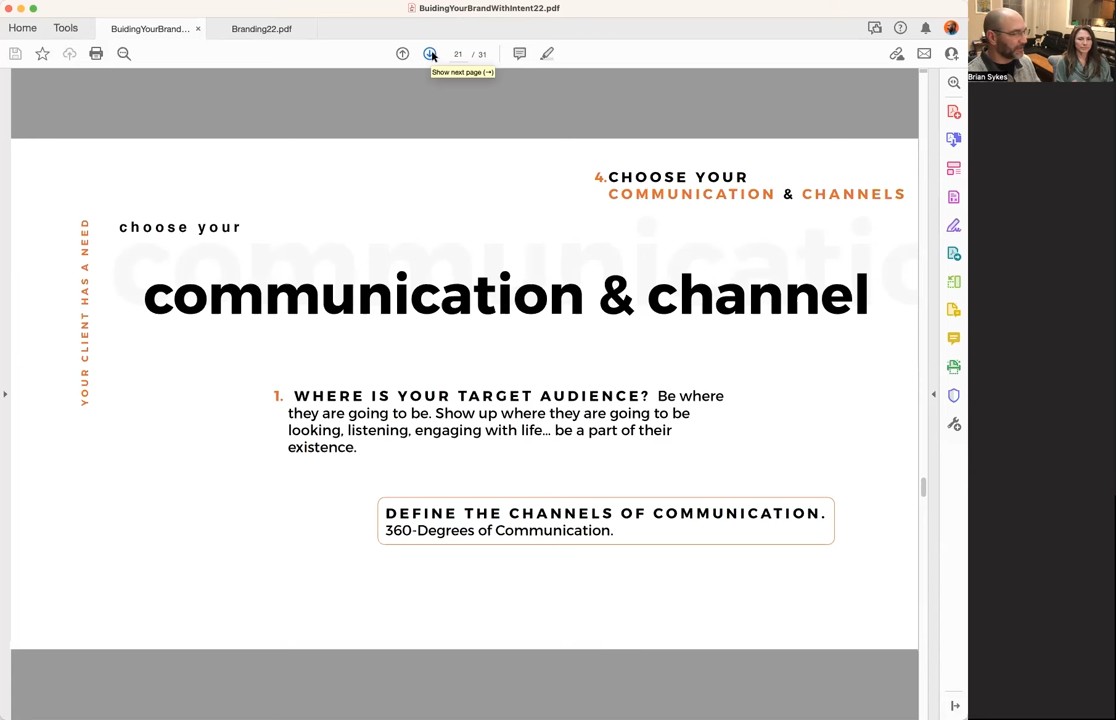 BuidingYourBrandWithIntent22.pdf
Home Tools BuidingYourBrand... × Branding22.pdf
21 / 31
Show next page (→)
Brian Sykes
4.CHOOSE YOUR
COMMUNICATION & CHANNELS
YOUR CLIENT HAS A NEED
choose your
communicatio
communication & channel
1. WHERE IS YOUR TARGET AUDIENCE? Be where
they are going to be. Show up where they are going to be
looking, listening, engaging with life... be a part of their
existence.
DEFINE THE CHANNELS OF COMMUNICATION.
360-Degrees of Communication.